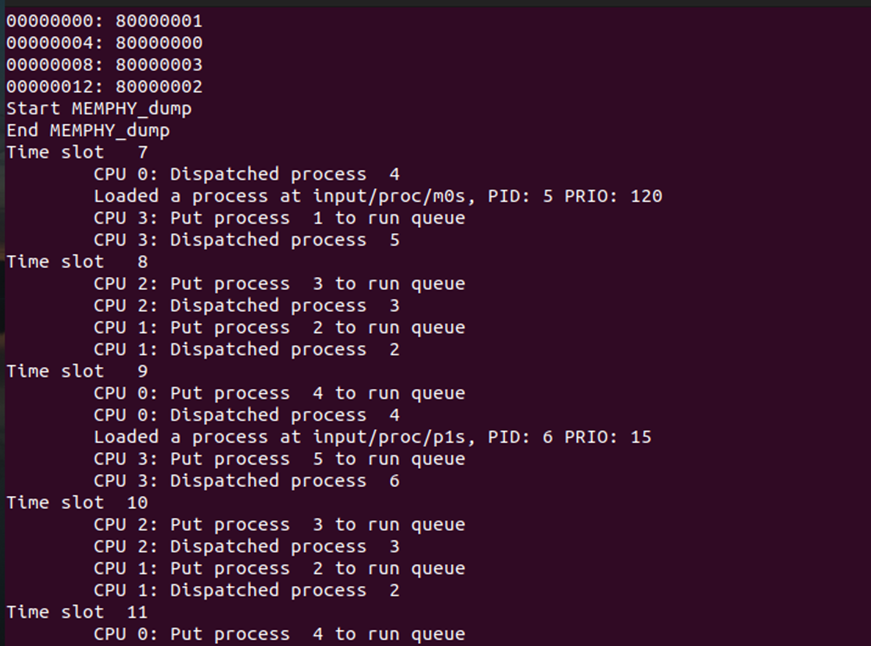 00000000: 80000001
00000004: 80000000
00000008: 80000003
00000012: 80000002
Start MEMPHY_dump
End MEMPHY_dump
Time slot   7
        CPU 0: Dispatched process  4
        Loaded a process at input/proc/m0s, PID: 5 PRIO: 120
        CPU 3: Put process  1 to run queue
        CPU 3: Dispatched process  5
Time slot   8
        CPU 2: Put process  3 to run queue
        CPU 2: Dispatched process  3
        CPU 1: Put process  2 to run queue
        CPU 1: Dispatched process  2
Time slot   9
        CPU 0: Put process  4 to run queue
        CPU 0: Dispatched process  4
        Loaded a process at input/proc/p1s, PID: 6 PRIO: 15
        CPU 3: Put process  5 to run queue
        CPU 3: Dispatched process  6
Time slot  10
        CPU 2: Put process  3 to run queue
        CPU 2: Dispatched process  3
        CPU 1: Put process  2 to run queue
        CPU 1: Dispatched process  2
Time slot  11
        CPU 0: Put process  4 to run queue